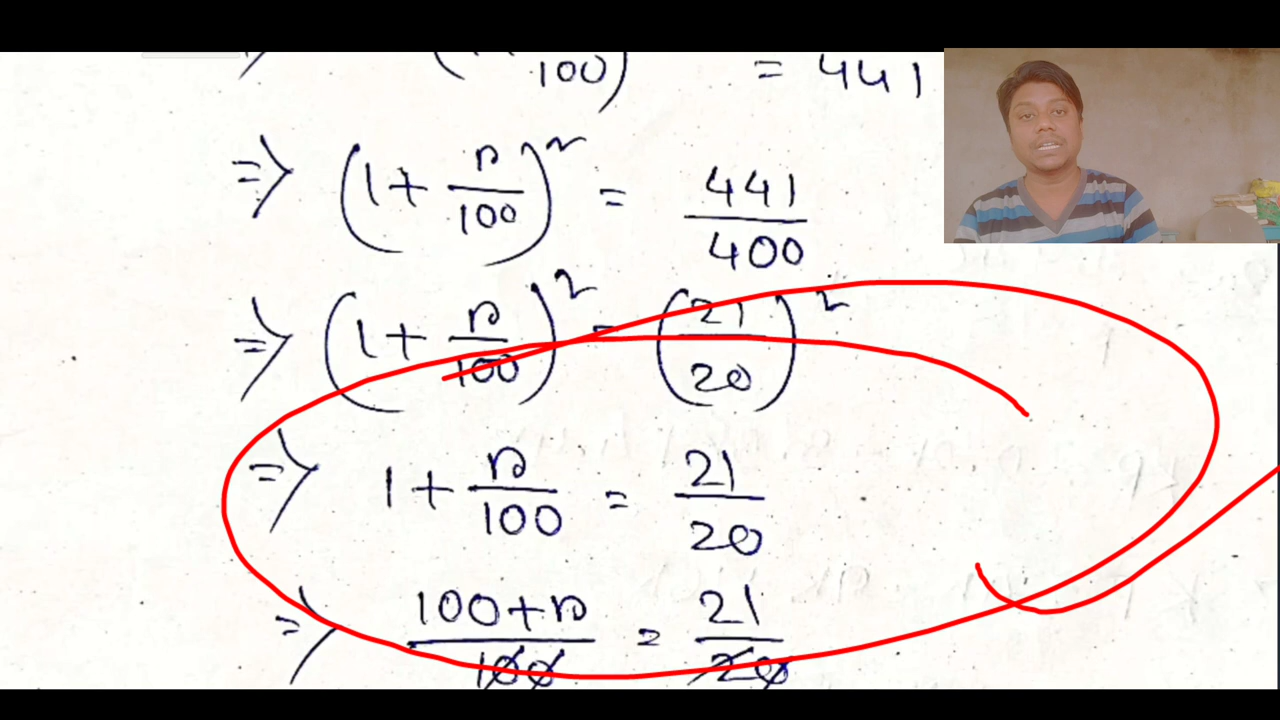 100) = 441
=> (1 + r/100)² = 441/400
=> (1 + r/100)² = (21/20)²
=> 1 + r/100 = 21/20
=> 100 + r/100 = 21/20